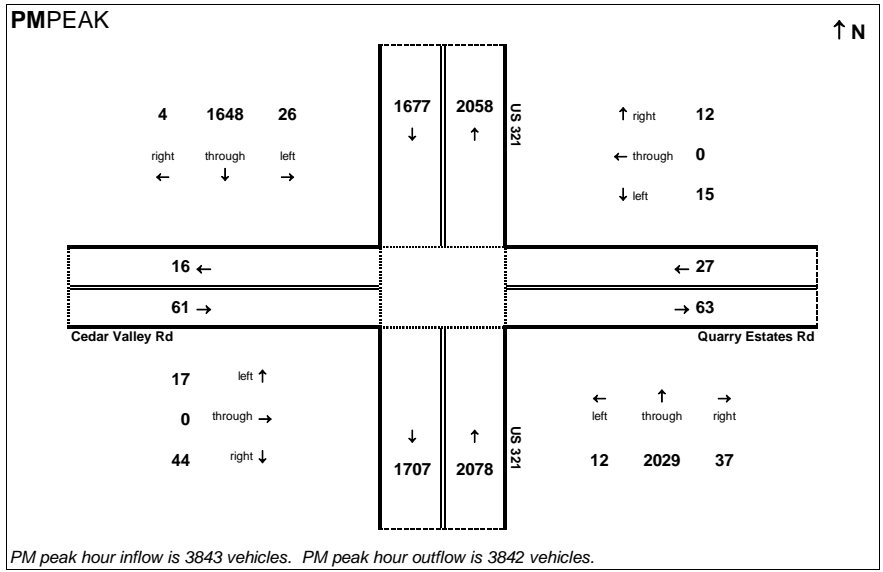 PMPEAK
↑ N
4 1648 26
right through left
← ↓ →
1677 2058
↓ ↑
US 321
↑ right 12
← through 0
↓ left 15
16 ←
61 →
← 27
→ 63
Cedar Valley Rd
Quarry Estates Rd
17 left ↑
0 through →
44 right ↓
↓ ↑
1707 2078
US 321
← ↑ →
left through right
12 2029 37
PM peak hour inflow is 3843 vehicles. PM peak hour outflow is 3842 vehicles.